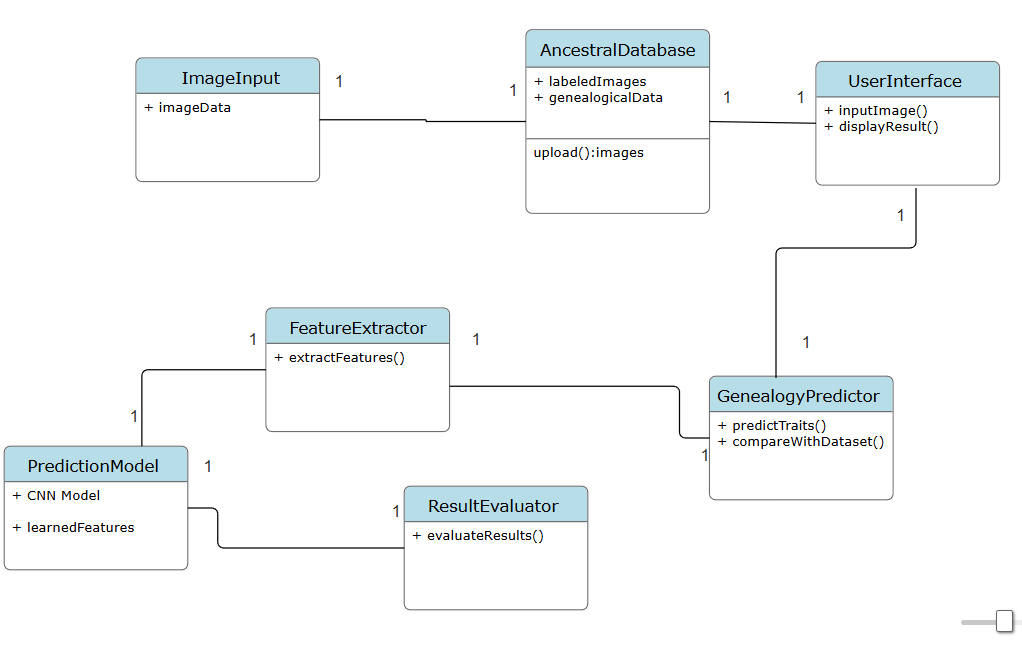 ImageInput
+ imageData
1
1
AncestralDatabase
+ labeledImages
+ genealogicalData
upload():images
1
1
UserInterface
+ inputImage()
+ displayResult()
1
1
GenealogyPredictor
+ predictTraits()
+ compareWithDataset()
1
1
FeatureExtractor
+ extractFeatures()
1
1
PredictionModel
+ CNN Model
+ learnedFeatures
1
1
ResultEvaluator
+ evaluateResults()